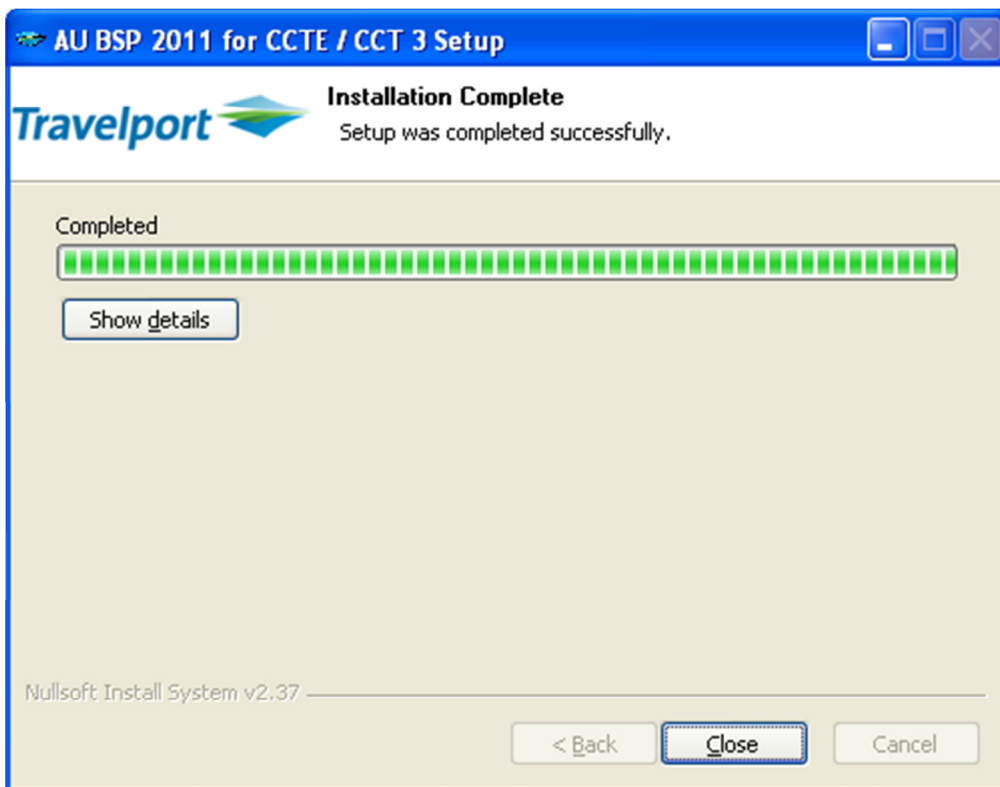 AU BSP 2011 for CCTE / CCT 3 Setup
Travelport
Installation Complete
Setup was completed successfully.
Completed
Show details
Nullsoft Install System v2.37
< Back
Close
Cancel